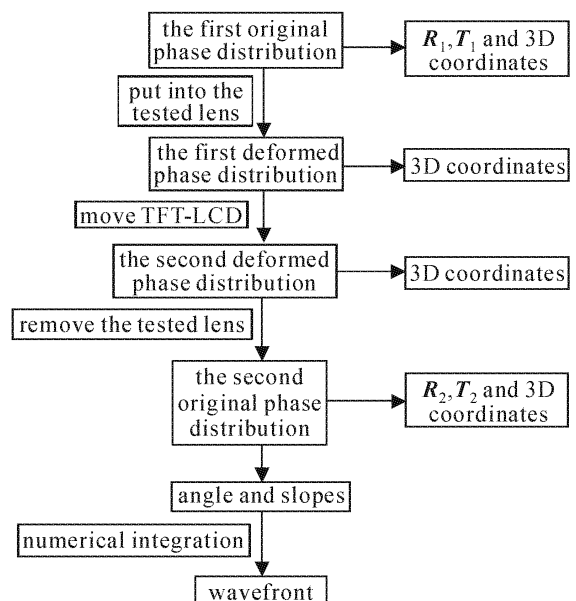 the first original
phase distribution
R₁,T₁ and 3D
coordinates
put into the
tested lens
the first deformed
phase distribution
3D coordinates
move TFT-LCD
the second deformed
phase distribution
3D coordinates
remove the tested lens
the second
original phase
distribution
R₂,T₂ and 3D
coordinates
angle and slopes
numerical integration
wavefront